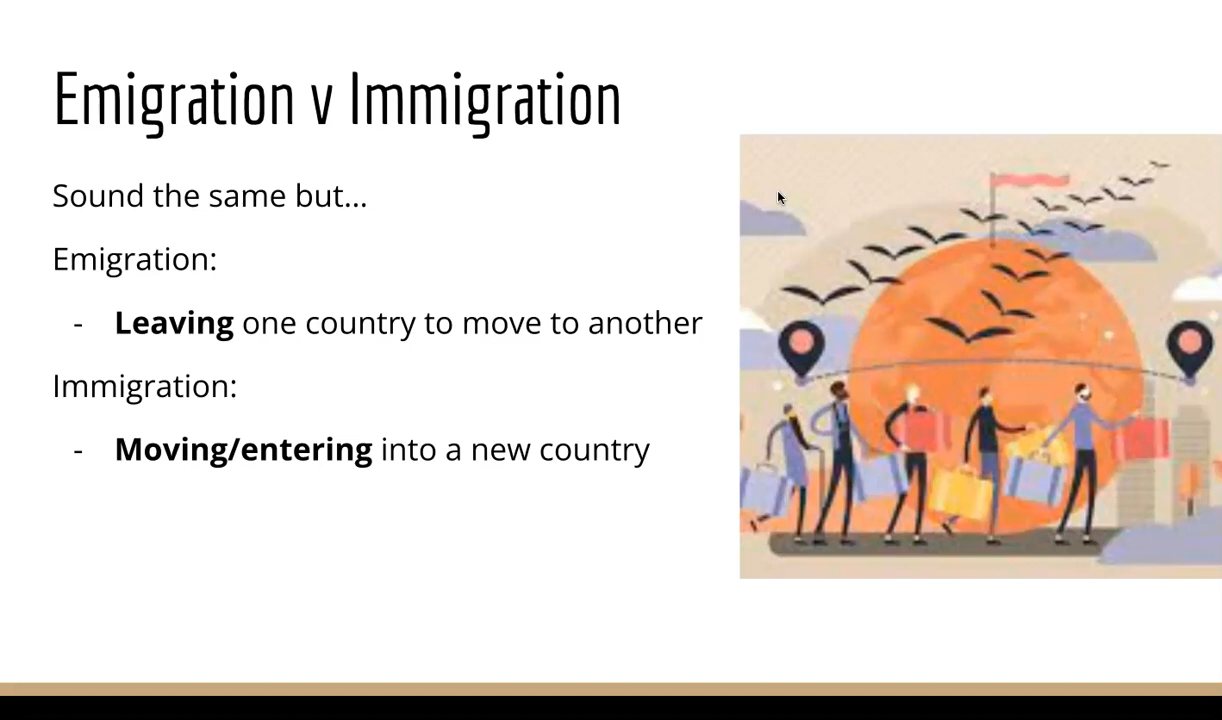 Emigration v Immigration
Sound the same but...
Emigration:
- Leaving one country to move to another
Immigration:
- Moving/entering into a new country